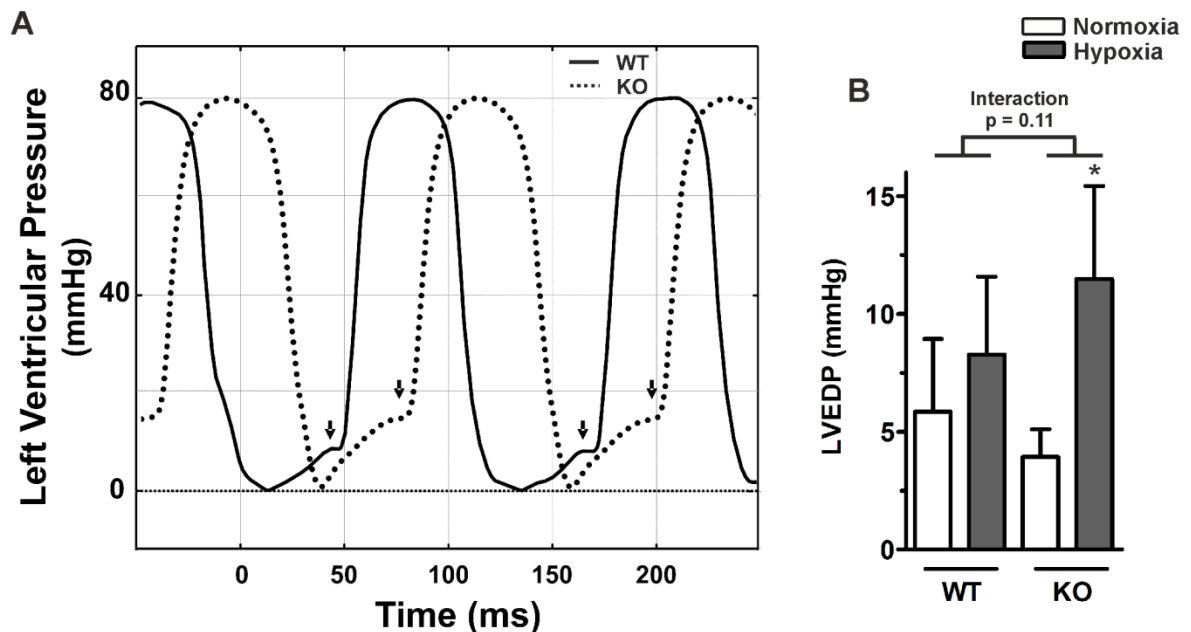 A
Left Ventricular Pressure
(mmHg)
80
40
0
WT
KO
0 50 100 150 200
Time (ms)
Normoxia
Hypoxia
B
Interaction
p = 0.11
*
LVEDP (mmHg)
15
10
5
0
WT KO